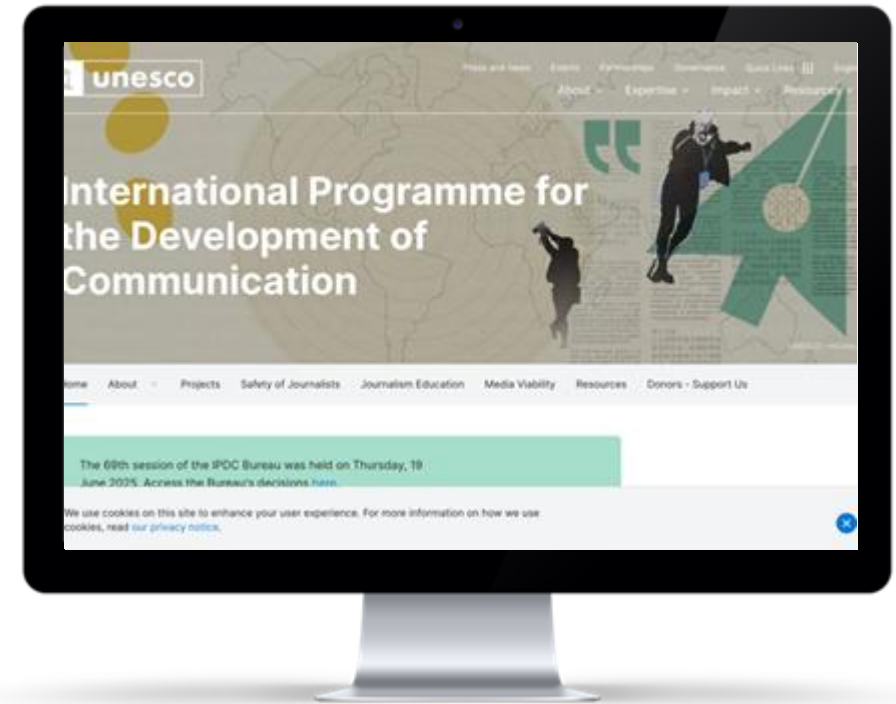 unesco
Press and news Events Partnerships Governance Quick Links
About Expertise Impact Resources
International Programme for
the Development of
Communication
Home About Projects Safety of Journalists Journalism Education Media Viability Resources Donors - Support Us
The 69th session of the IPDC Bureau was held on Thursday, 19
June 2025. Access the Bureau's decisions here.
We use cookies on this site to enhance your user experience. For more information on how we use
cookies, read our privacy notice.